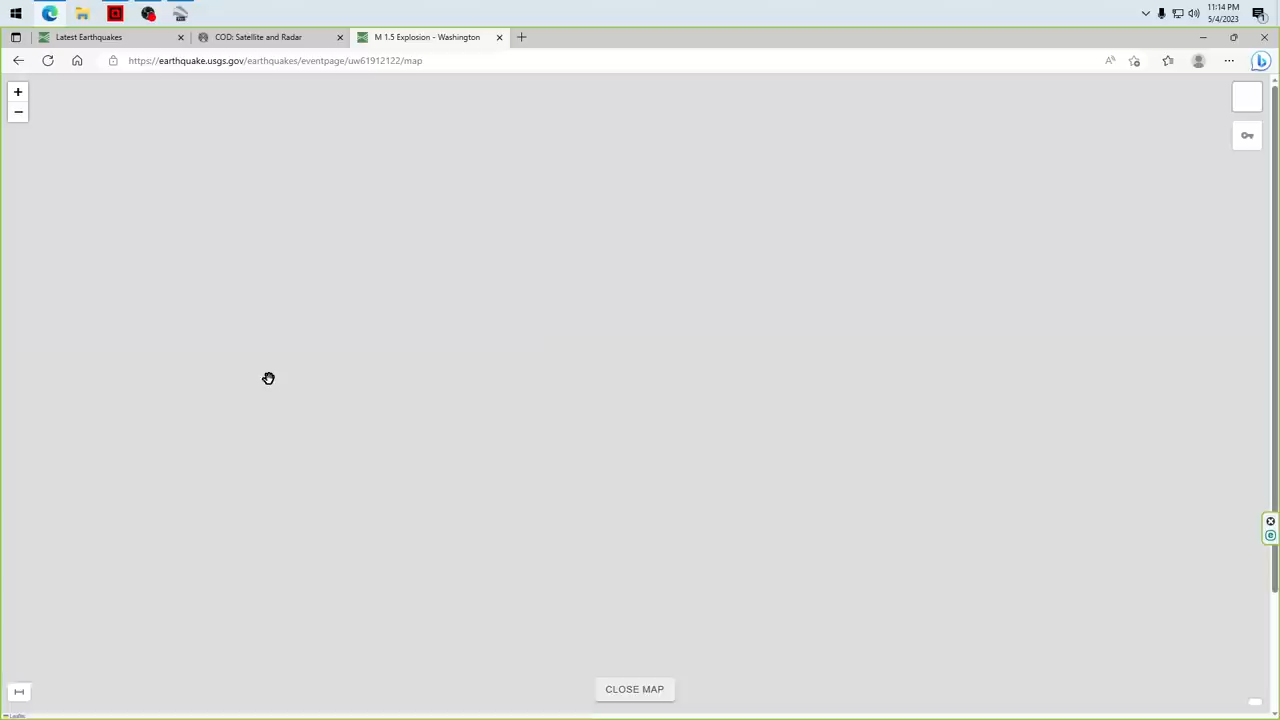 11:14 PM
5/4/2023
Latest Earthquakes
COD: Satellite and Radar
M 1.5 Explosion - Washington
https://earthquake.usgs.gov/earthquakes/eventpage/uw61912122/map
+
−
CLOSE MAP
Leaflet